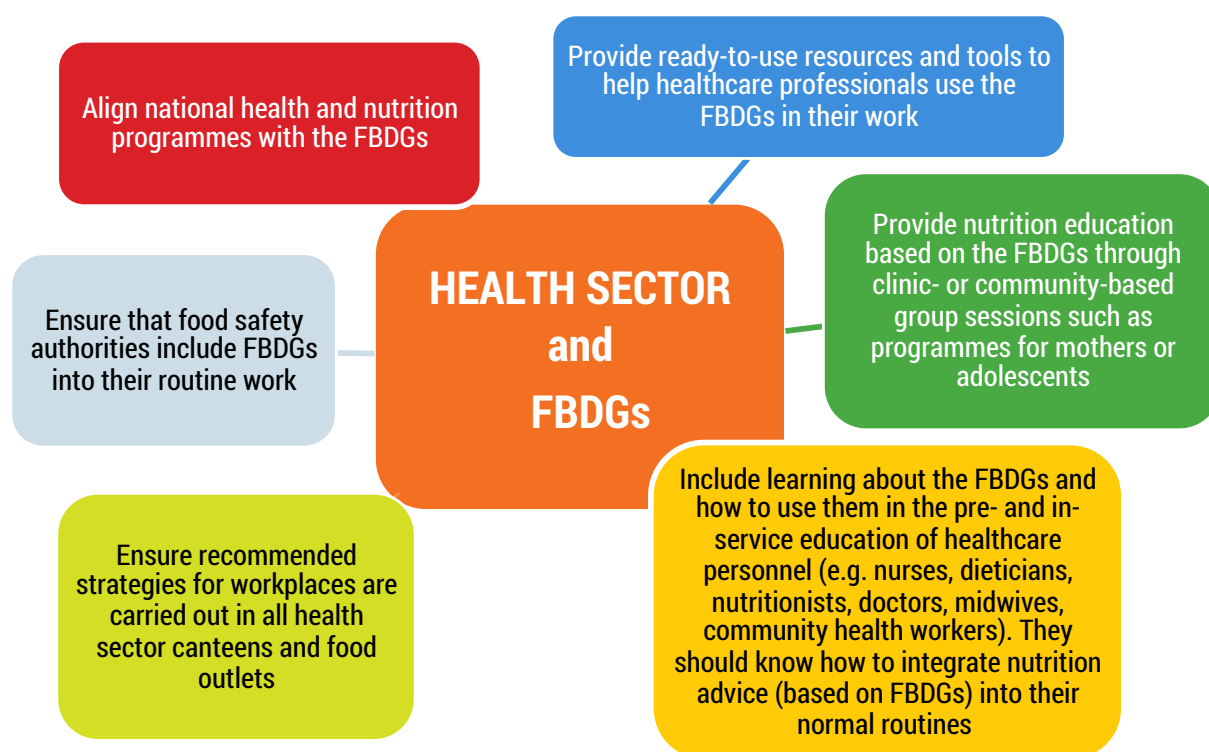 Align national health and nutrition
programmes with the FBDGs
Provide ready-to-use resources and tools to
help healthcare professionals use the
FBDGs in their work
Provide nutrition education
based on the FBDGs through
clinic- or community-based
group sessions such as
programmes for mothers or
adolescents
HEALTH SECTOR
and
FBDGs
Ensure that food safety
authorities include FBDGs
into their routine work
Include learning about the FBDGs and
how to use them in the pre- and in-
service education of healthcare
personnel (e.g. nurses, dieticians,
nutritionists, doctors, midwives,
community health workers). They
should know how to integrate nutrition
advice (based on FBDGs) into their
normal routines
Ensure recommended
strategies for workplaces are
carried out in all health
sector canteens and food
outlets